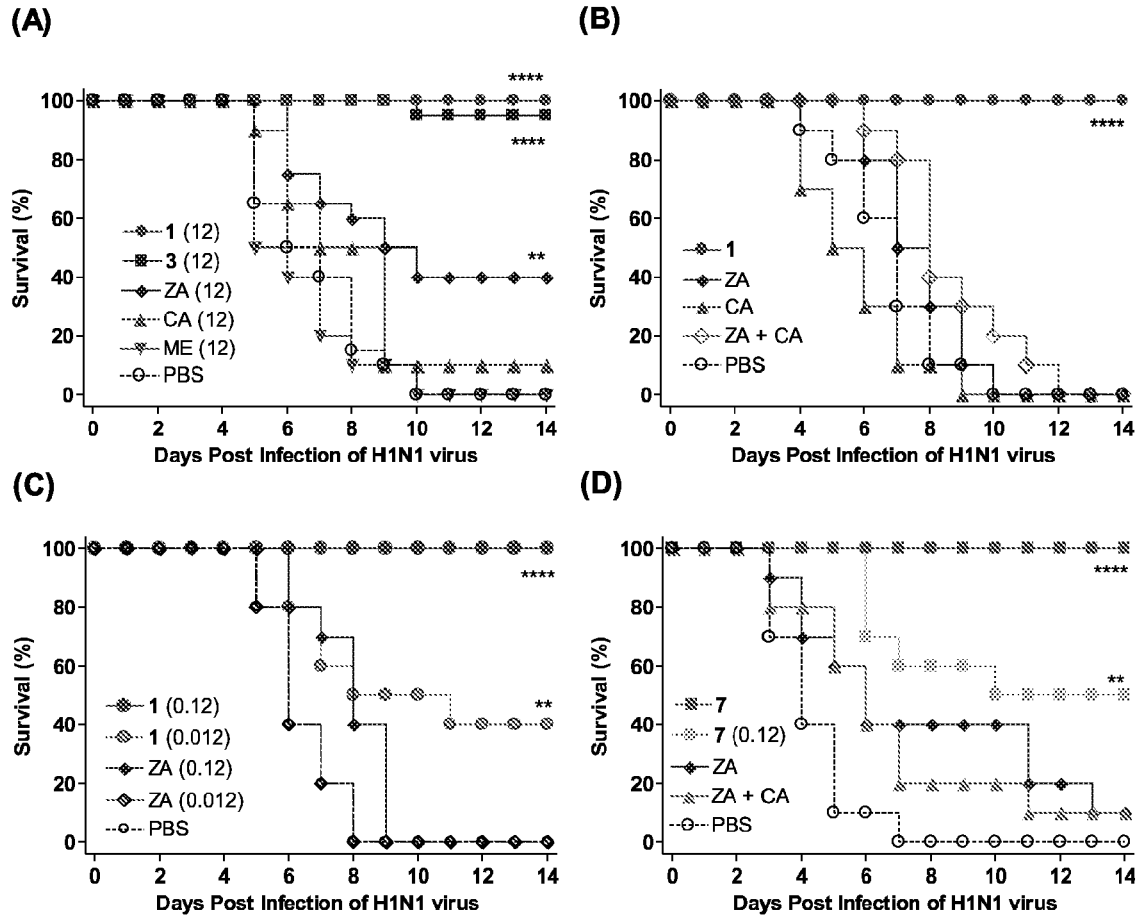 (A)
****
100
****
80
60
**
40
20
0
Survival (%)
1 (12)
3 (12)
ZA (12)
CA (12)
ME (12)
PBS
0 2 4 6 8 10 12 14
Days Post Infection of H1N1 virus
(B)
100
****
80
60
40
20
0
Survival (%)
1
ZA
CA
ZA + CA
PBS
0 2 4 6 8 10 12 14
Days Post Infection of H1N1 virus
(C)
100
****
80
60
**
40
20
0
Survival (%)
1 (0.12)
1 (0.012)
ZA (0.12)
ZA (0.012)
PBS
0 2 4 6 8 10 12 14
Days Post Infection of H1N1 virus
(D)
100
****
80
60
**
40
20
0
Survival (%)
7
7 (0.12)
ZA
ZA + CA
PBS
0 2 4 6 8 10 12 14
Days Post Infection of H1N1 virus